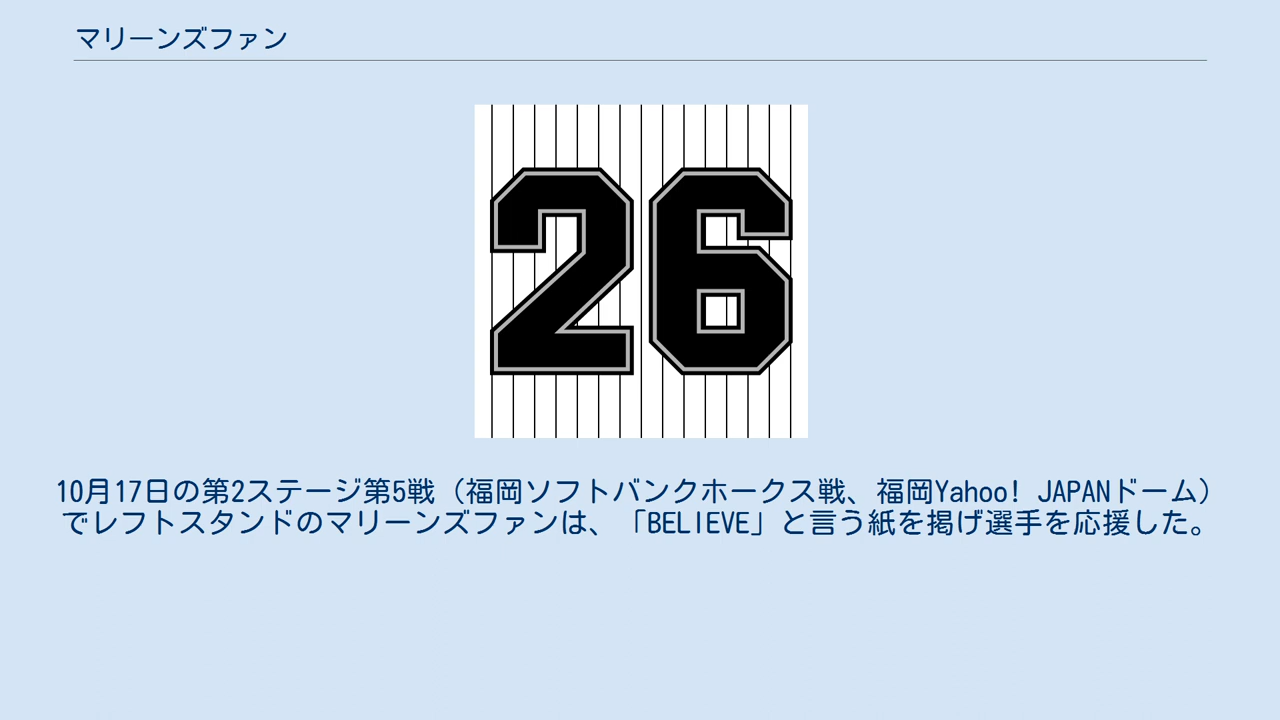 マリーンズファン
26
10月17日の第2ステージ第5戦（福岡ソフトバンクホークス戦、福岡Yahoo! JAPANドーム）
でレフトスタンドのマリーンズファンは、「BELIEVE」と言う紙を掲げ選手を応援した。